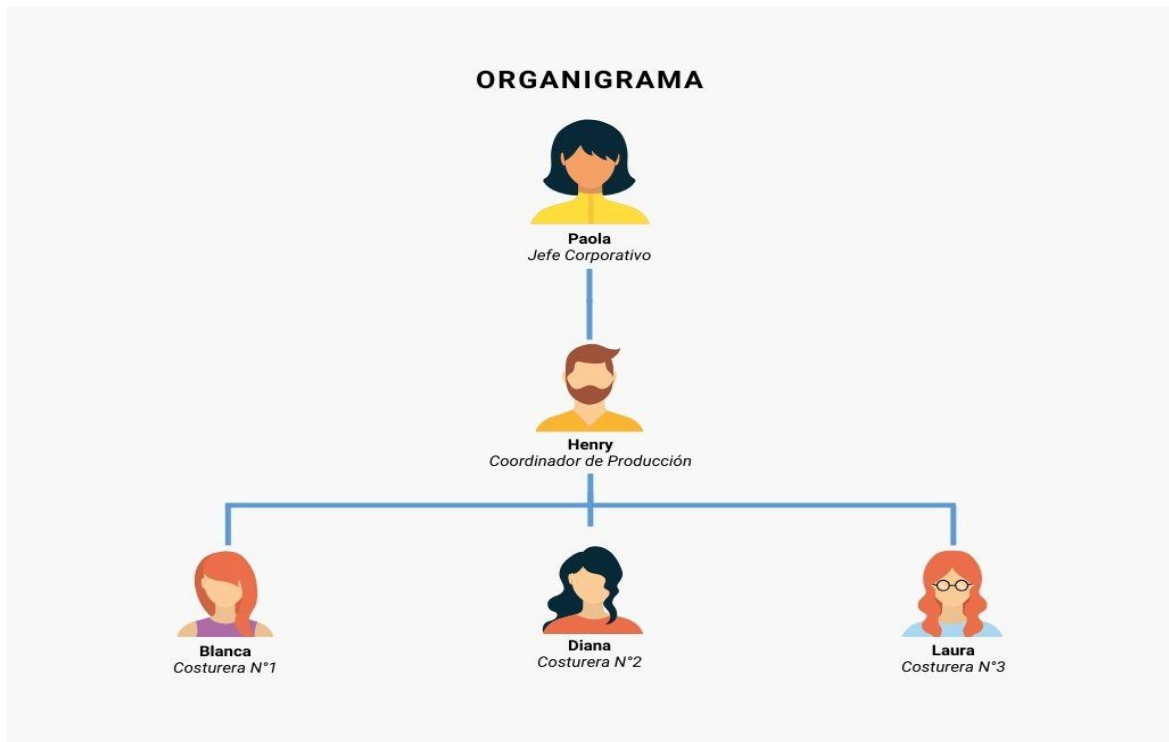 ORGANIGRAMA
Paola
Jefe Corporativo
Henry
Coordinador de Producción
Blanca
Costurera N°1
Diana
Costurera N°2
Laura
Costurera N°3